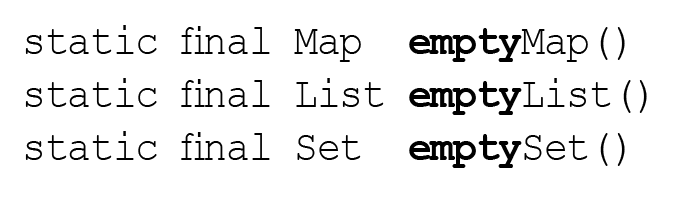 static final Map emptyMap()
static final List emptyList()
static final Set emptySet()